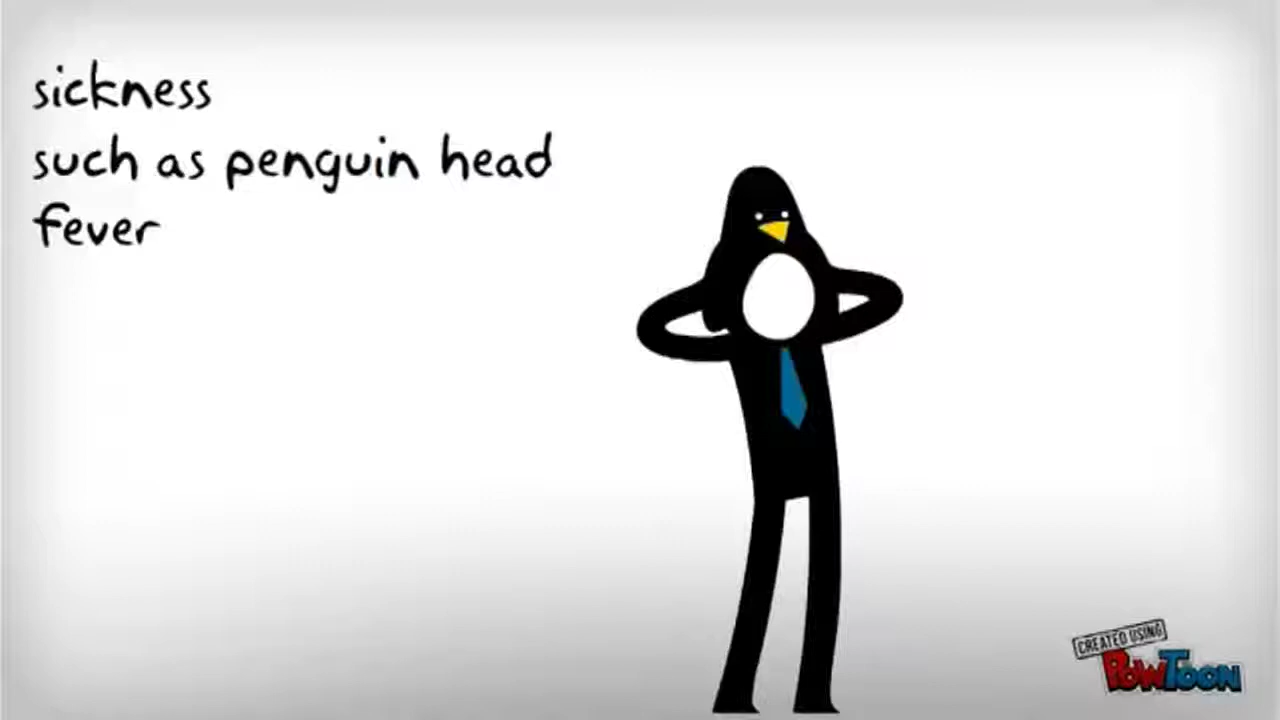 sickness
such as penguin head
fever
CREATED USING
PowToon